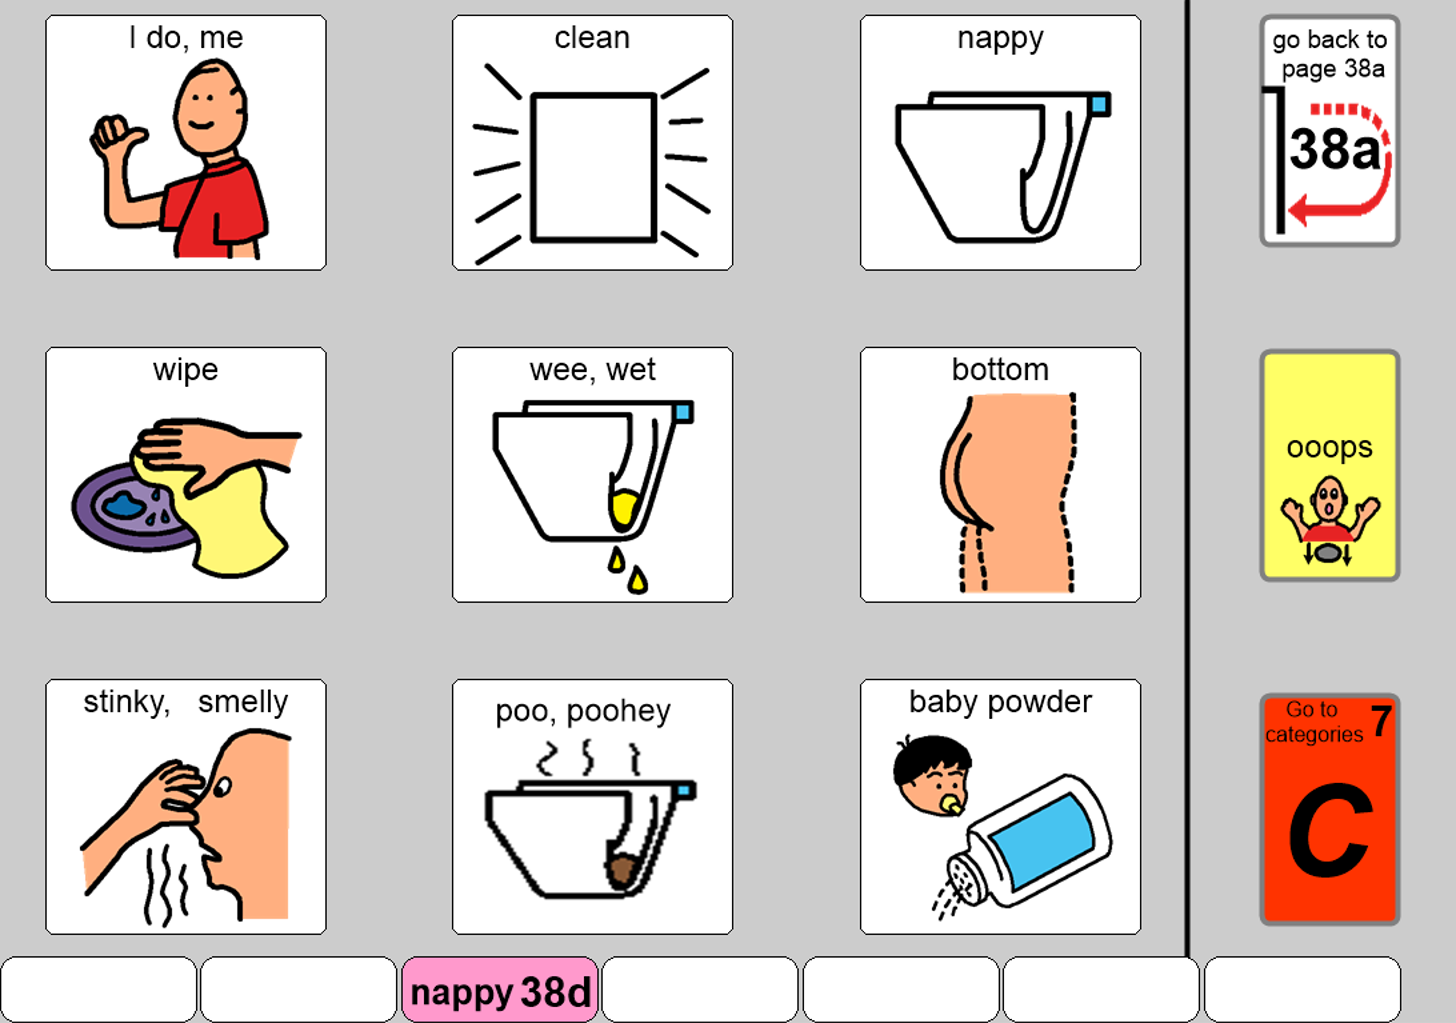 I do, me
clean
nappy
go back to
page 38a
38a
wipe
wee, wet
bottom
ooops
stinky, smelly
poo, poohey
baby powder
Go to
categories 7
C
nappy 38d